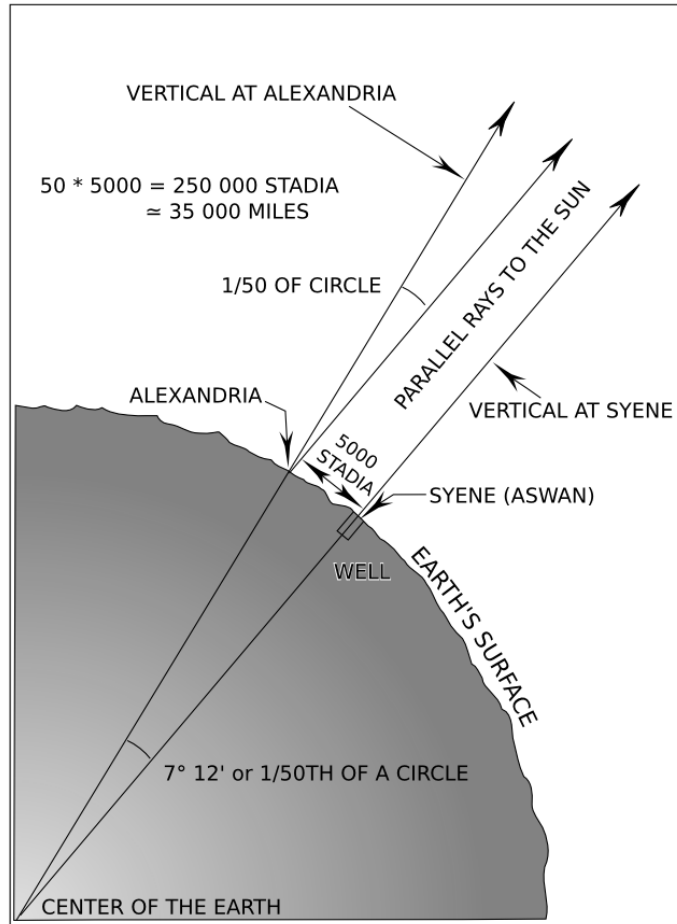 VERTICAL AT ALEXANDRIA
50 * 5000 = 250 000 STADIA
≃ 35 000 MILES
1/50 OF CIRCLE
PARALLEL RAYS TO THE SUN
ALEXANDRIA
VERTICAL AT SYENE
5000
STADIA
SYENE (ASWAN)
WELL
EARTH'S SURFACE
7° 12' or 1/50TH OF A CIRCLE
CENTER OF THE EARTH